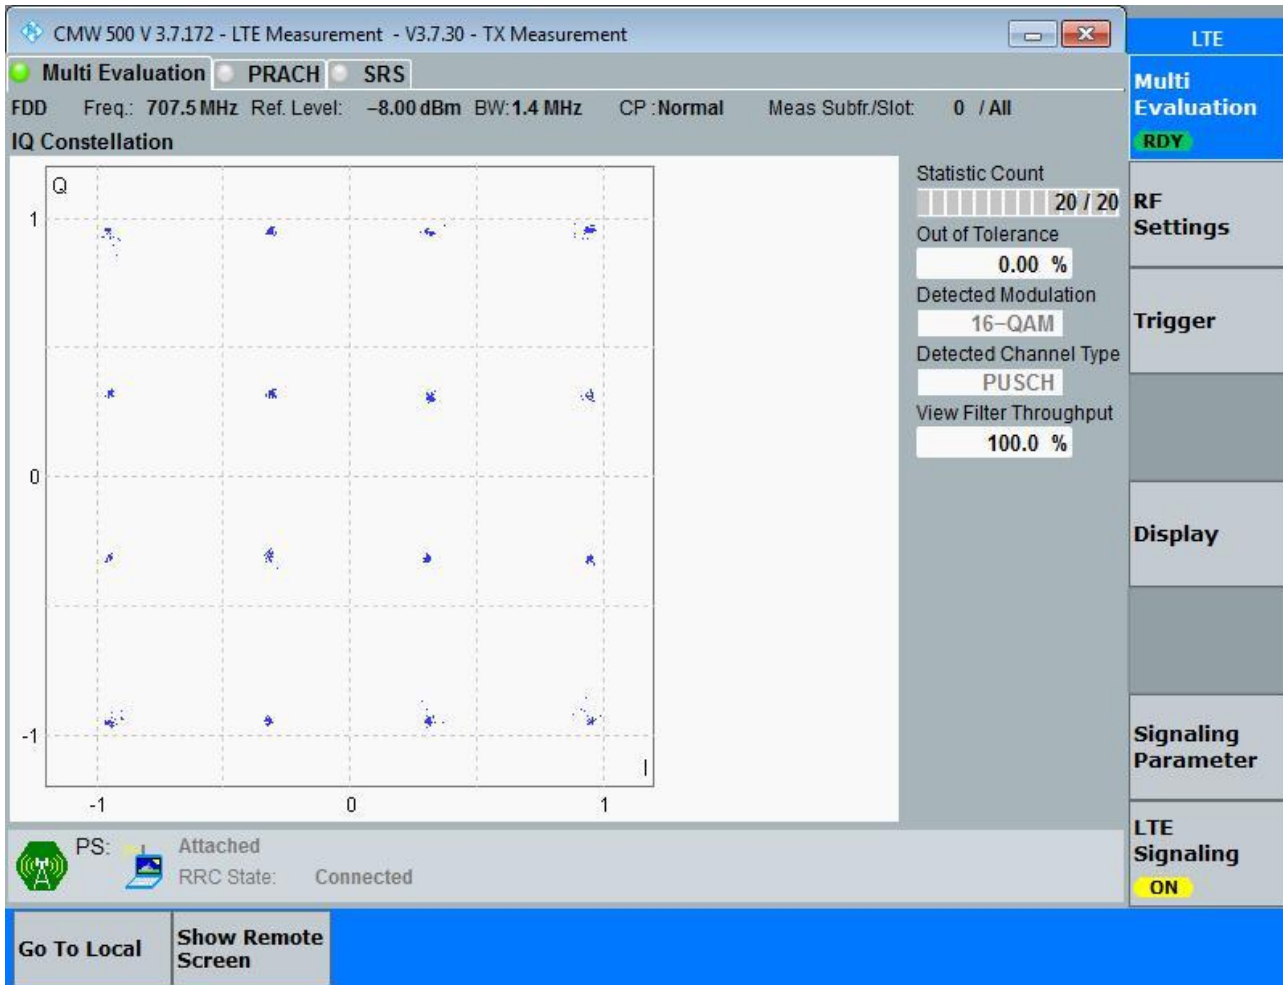 CMW 500 V 3.7.172 - LTE Measurement - V3.7.30 - TX Measurement
LTE
Multi Evaluation PRACH SRS
FDD Freq.: 707.5 MHz Ref. Level: −8.00 dBm BW: 1.4 MHz CP : Normal Meas Subfr./Slot: 0 / All
IQ Constellation
Q
1
0
-1
I
-1 0 1
Statistic Count
20 / 20
Out of Tolerance
0.00 %
Detected Modulation
16−QAM
Detected Channel Type
PUSCH
View Filter Throughput
100.0 %
Multi
Evaluation
RDY
RF
Settings
Trigger
Display
Signaling
Parameter
LTE
Signaling
ON
PS: Attached
RRC State: Connected
Go To Local
Show Remote
Screen